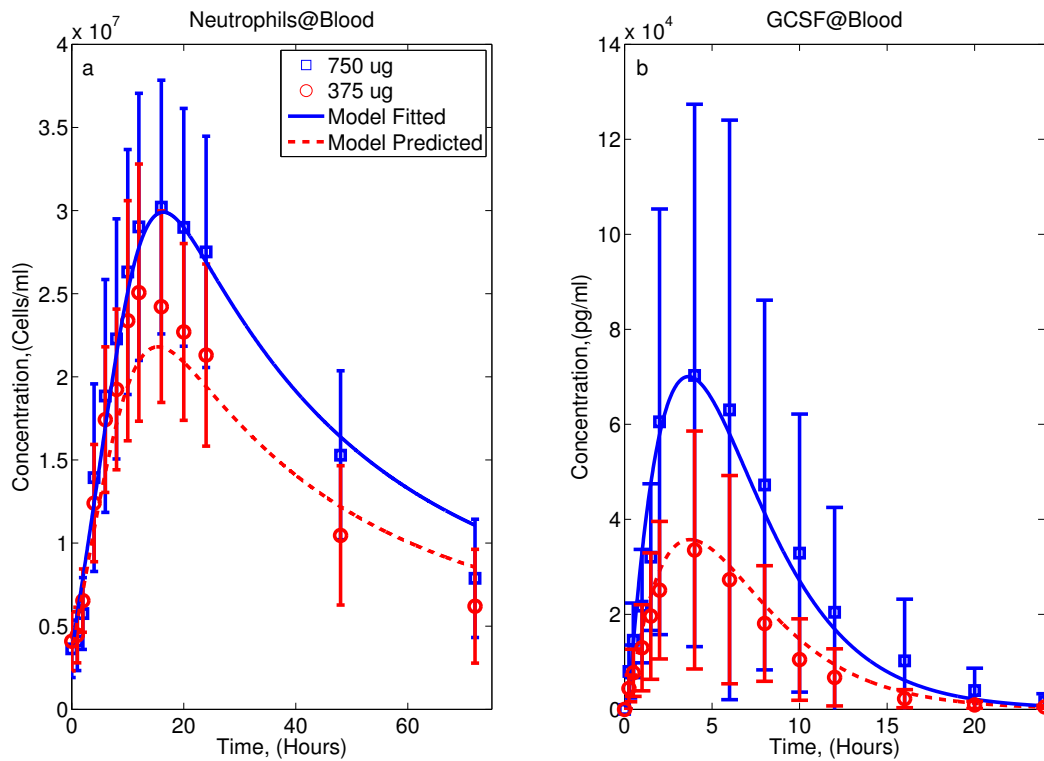 Neutrophils@Blood
x 10^7
a
750 ug
375 ug
Model Fitted
Model Predicted
4
3.5
3
2.5
2
1.5
1
0.5
0
0 20 40 60
Time, (Hours)
Concentration,(Cells/ml)
GCSF@Blood
x 10^4
b
14
12
10
8
6
4
2
0
0 5 10 15 20
Time, (Hours)
Concentration,(pg/ml)